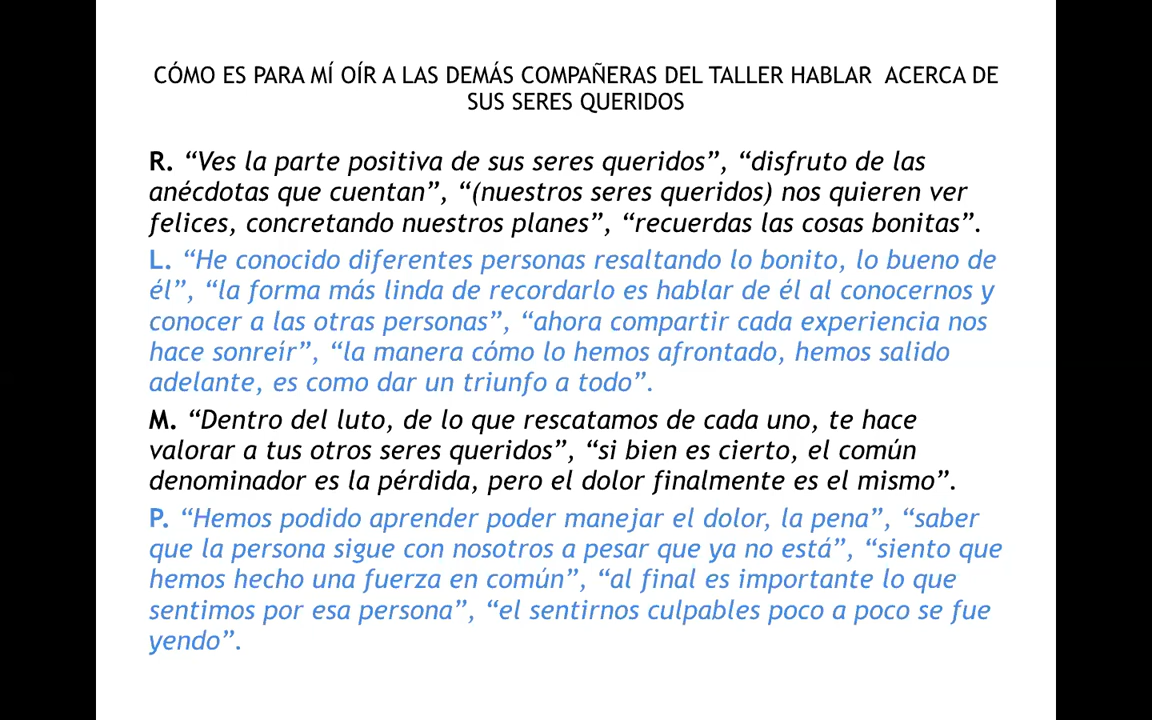 CÓMO ES PARA MÍ OÍR A LAS DEMÁS COMPAÑERAS DEL TALLER HABLAR ACERCA DE
SUS SERES QUERIDOS
R. “Ves la parte positiva de sus seres queridos”, “disfruto de las
anécdotas que cuentan”, “(nuestros seres queridos) nos quieren ver
felices, concretando nuestros planes”, “recuerdas las cosas bonitas”.
L. “He conocido diferentes personas resaltando lo bonito, lo bueno de
él”, “la forma más linda de recordarlo es hablar de él al conocernos y
conocer a las otras personas”, “ahora compartir cada experiencia nos
hace sonreír”, “la manera cómo lo hemos afrontado, hemos salido
adelante, es como dar un triunfo a todo”.
M. “Dentro del luto, de lo que rescatamos de cada uno, te hace
valorar a tus otros seres queridos”, “si bien es cierto, el común
denominador es la pérdida, pero el dolor finalmente es el mismo”.
P. “Hemos podido aprender poder manejar el dolor, la pena”, “saber
que la persona sigue con nosotros a pesar que ya no está”, “siento que
hemos hecho una fuerza en común”, “al final es importante lo que
sentimos por esa persona”, “el sentirnos culpables poco a poco se fue
yendo”.